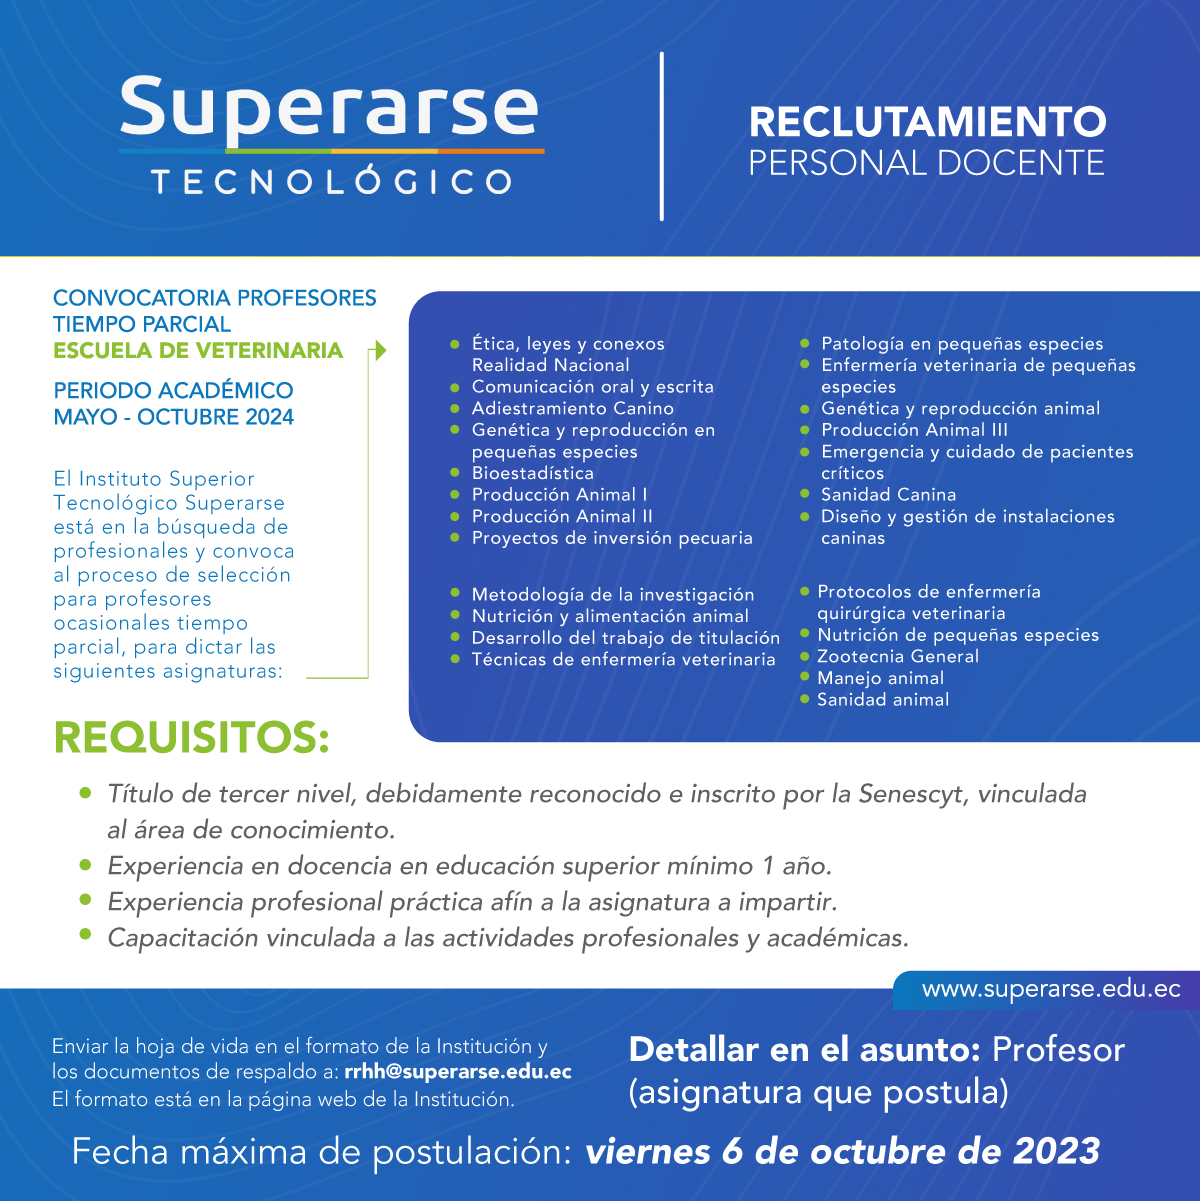 Superarse
TECNOLÓGICO
RECLUTAMIENTO
PERSONAL DOCENTE
CONVOCATORIA PROFESORES
TIEMPO PARCIAL
ESCUELA DE VETERINARIA
PERIODO ACADÉMICO
MAYO - OCTUBRE 2024
El Instituto Superior
Tecnológico Superarse
está en la búsqueda de
profesionales y convoca
al proceso de selección
para profesores
ocasionales tiempo
parcial, para dictar las
siguientes asignaturas:
Ética, leyes y conexos
Realidad Nacional
Comunicación oral y escrita
Adiestramiento Canino
Genética y reproducción en
pequeñas especies
Bioestadística
Producción Animal I
Producción Animal II
Proyectos de inversión pecuaria
Metodología de la investigación
Nutrición y alimentación animal
Desarrollo del trabajo de titulación
Técnicas de enfermería veterinaria
Patología en pequeñas especies
Enfermería veterinaria de pequeñas
especies
Genética y reproducción animal
Producción Animal III
Emergencia y cuidado de pacientes
críticos
Sanidad Canina
Diseño y gestión de instalaciones
caninas
Protocolos de enfermería
quirúrgica veterinaria
Nutrición de pequeñas especies
Zootecnia General
Manejo animal
Sanidad animal
REQUISITOS:
Título de tercer nivel, debidamente reconocido e inscrito por la Senescyt, vinculada
al área de conocimiento.
Experiencia en docencia en educación superior mínimo 1 año.
Experiencia profesional práctica afín a la asignatura a impartir.
Capacitación vinculada a las actividades profesionales y académicas.
www.superarse.edu.ec
Enviar la hoja de vida en el formato de la Institución y
los documentos de respaldo a: rrhh@superarse.edu.ec
El formato está en la página web de la Institución.
Detallar en el asunto: Profesor
(asignatura que postula)
Fecha máxima de postulación: viernes 6 de octubre de 2023